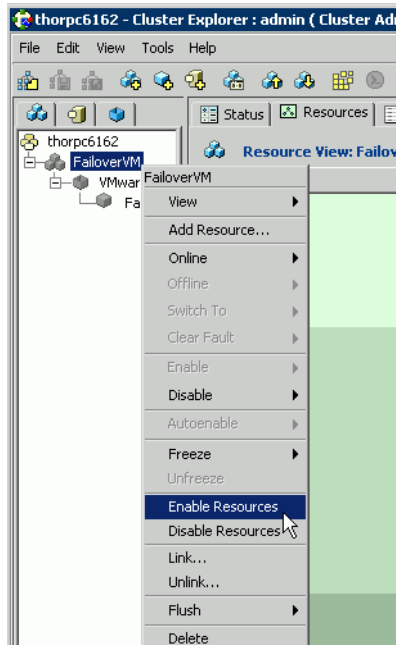 thorpc6162 - Cluster Explorer : admin ( Cluster Ad
File Edit View Tools Help
Status Resources
thorpc6162
Resource View: Failov
FailoverVM
VMwar
Fa
FailoverVM
View
Add Resource...
Online
Offline
Switch To
Clear Fault
Enable
Disable
Autoenable
Freeze
Unfreeze
Enable Resources
Disable Resources
Link...
Unlink...
Flush
Delete